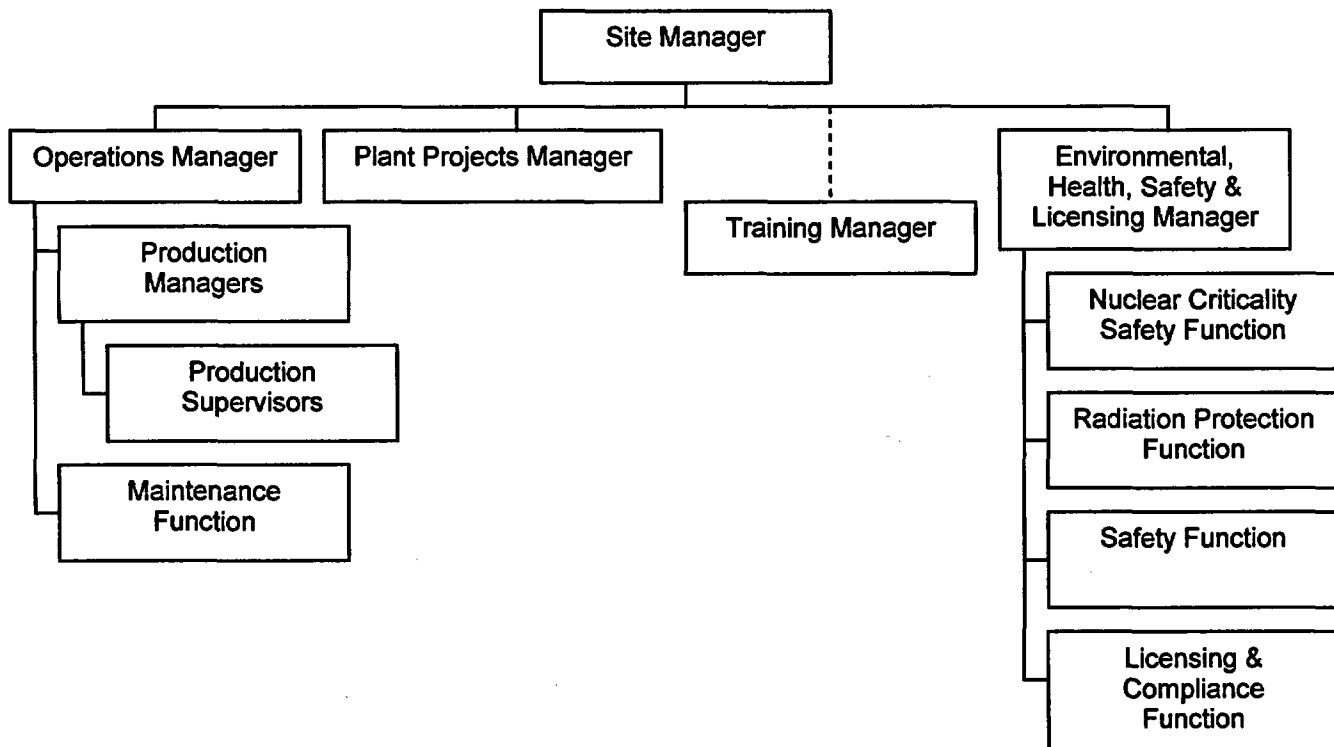 Site Manager
Operations Manager
Plant Projects Manager
Training Manager
Environmental,
Health, Safety &
Licensing Manager
Production
Managers
Production
Supervisors
Maintenance
Function
Nuclear Criticality
Safety Function
Radiation Protection
Function
Safety Function
Licensing &
Compliance
Function